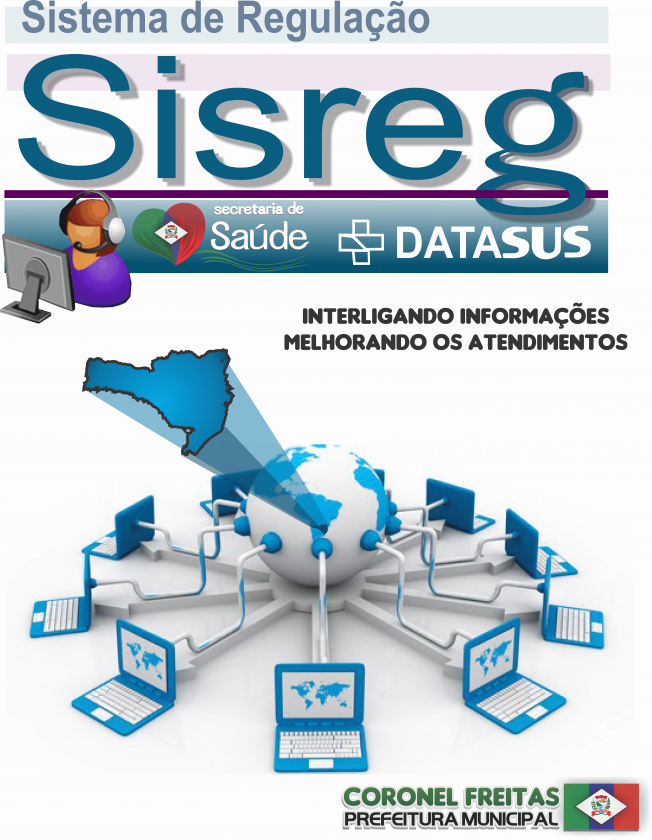 Sistema de Regulação
Sisreg
secretaria de
Saúde
DATASUS
INTERLIGANDO INFORMAÇÕES
MELHORANDO OS ATENDIMENTOS
CORONEL FREITAS
PREFEITURA MUNICIPAL